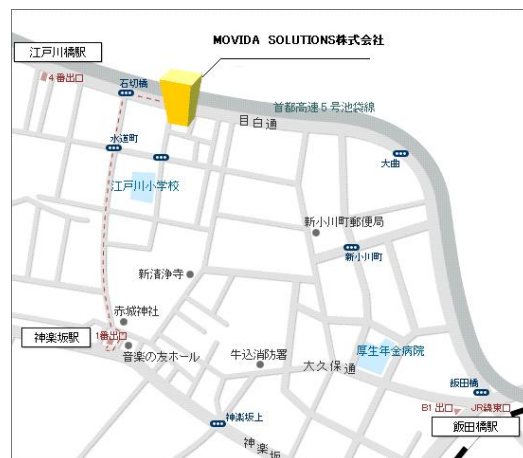 MOVIDA SOLUTIONS株式会社
江戸川橋駅
4番出口
石切橋
首都高速5号池袋線
目白通
水道町
大曲
江戸川小学校
新小川町郵便局
新小川町
新清浄寺
赤城神社
1番出口
神楽坂駅
音楽の友ホール
牛込消防署
大久保通
厚生年金病院
飯田橋
B1出口
JR線東口
飯田橋駅
神楽坂上
神楽坂